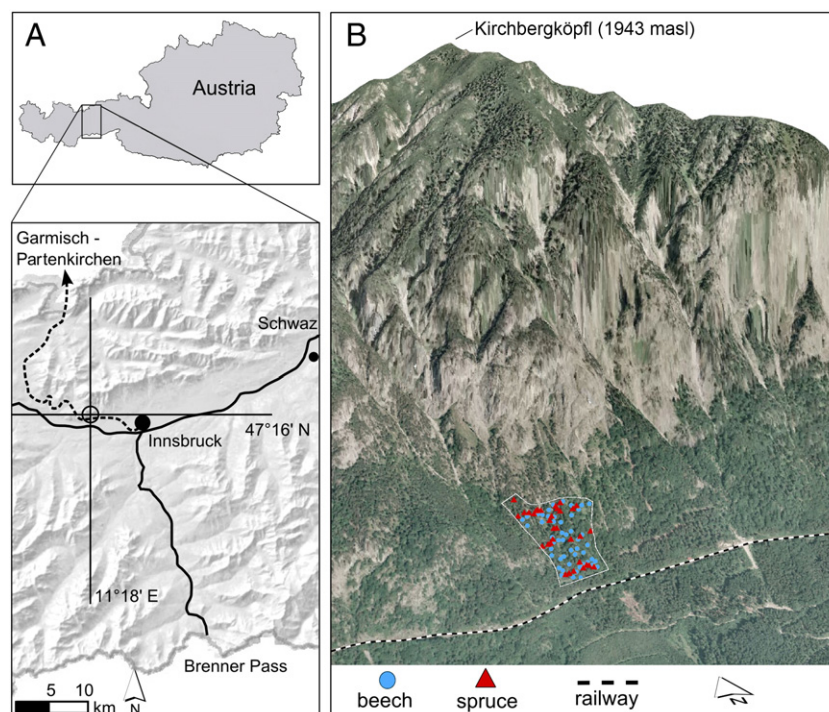 A
Austria
Garmisch -
Partenkirchen
Schwaz
Innsbruck
47°16' N
11°18' E
Brenner Pass
5 10
km
N
B
Kirchbergköpfl (1943 masl)
beech
spruce
railway
N